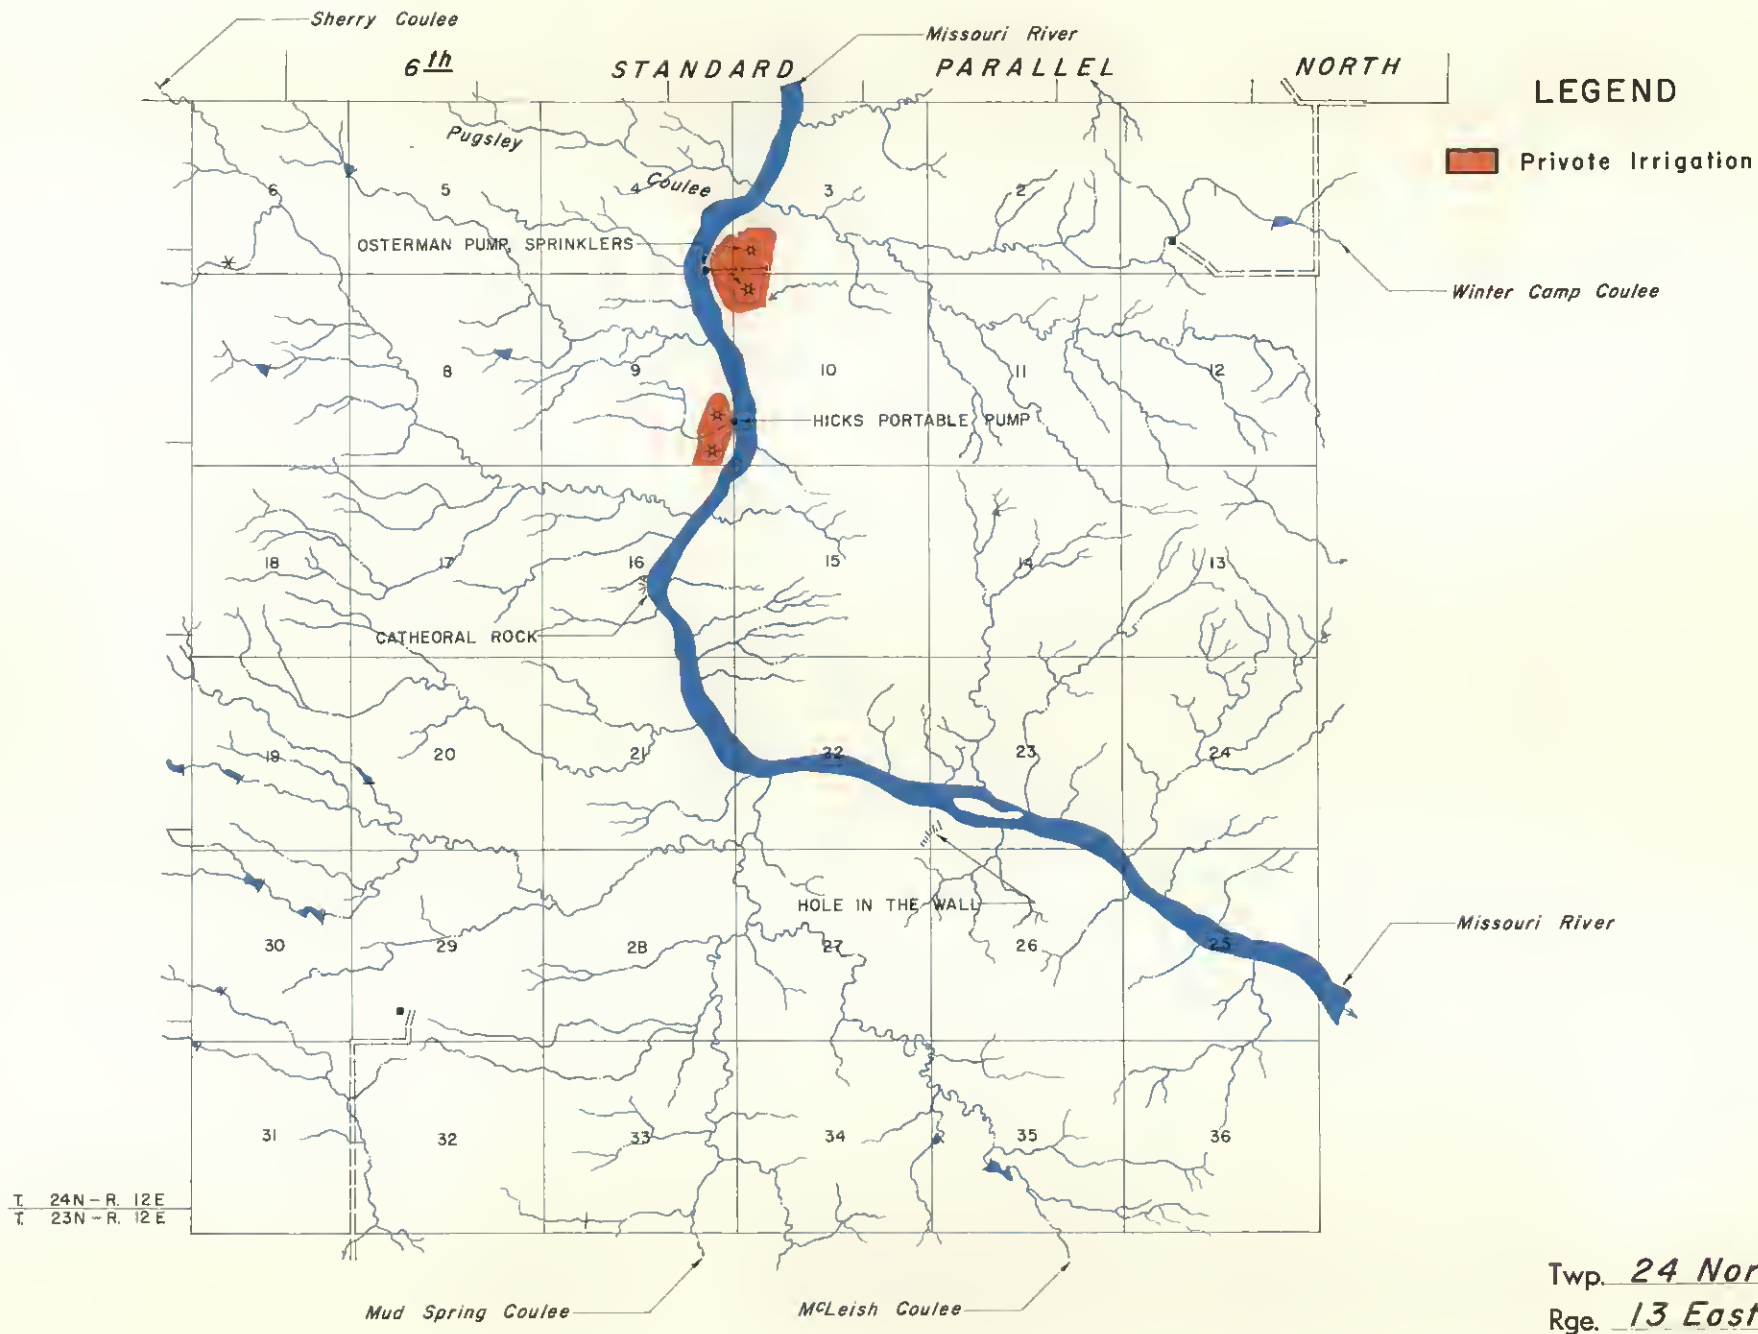 Sherry Coulee
Missouri River
6th STANDARD PARALLEL NORTH
LEGEND
Private Irrigation
Pugsley
Coulee
6 5 4 3 2 1
OSTERMAN PUMP, SPRINKLERS
Winter Camp Coulee
8 9 10 11 12
HICKS PORTABLE PUMP
18 17 16 15 14 13
CATHEDRAL ROCK
19 20 21 22 23 24
HOLE IN THE WALL
Missouri River
30 29 28 27 26 25
31 32 33 34 35 36
T. 24N - R. 12E
T. 23N - R. 12E
Mud Spring Coulee
McLeish Coulee
Twp. 24 Nor
Rge. 13 East